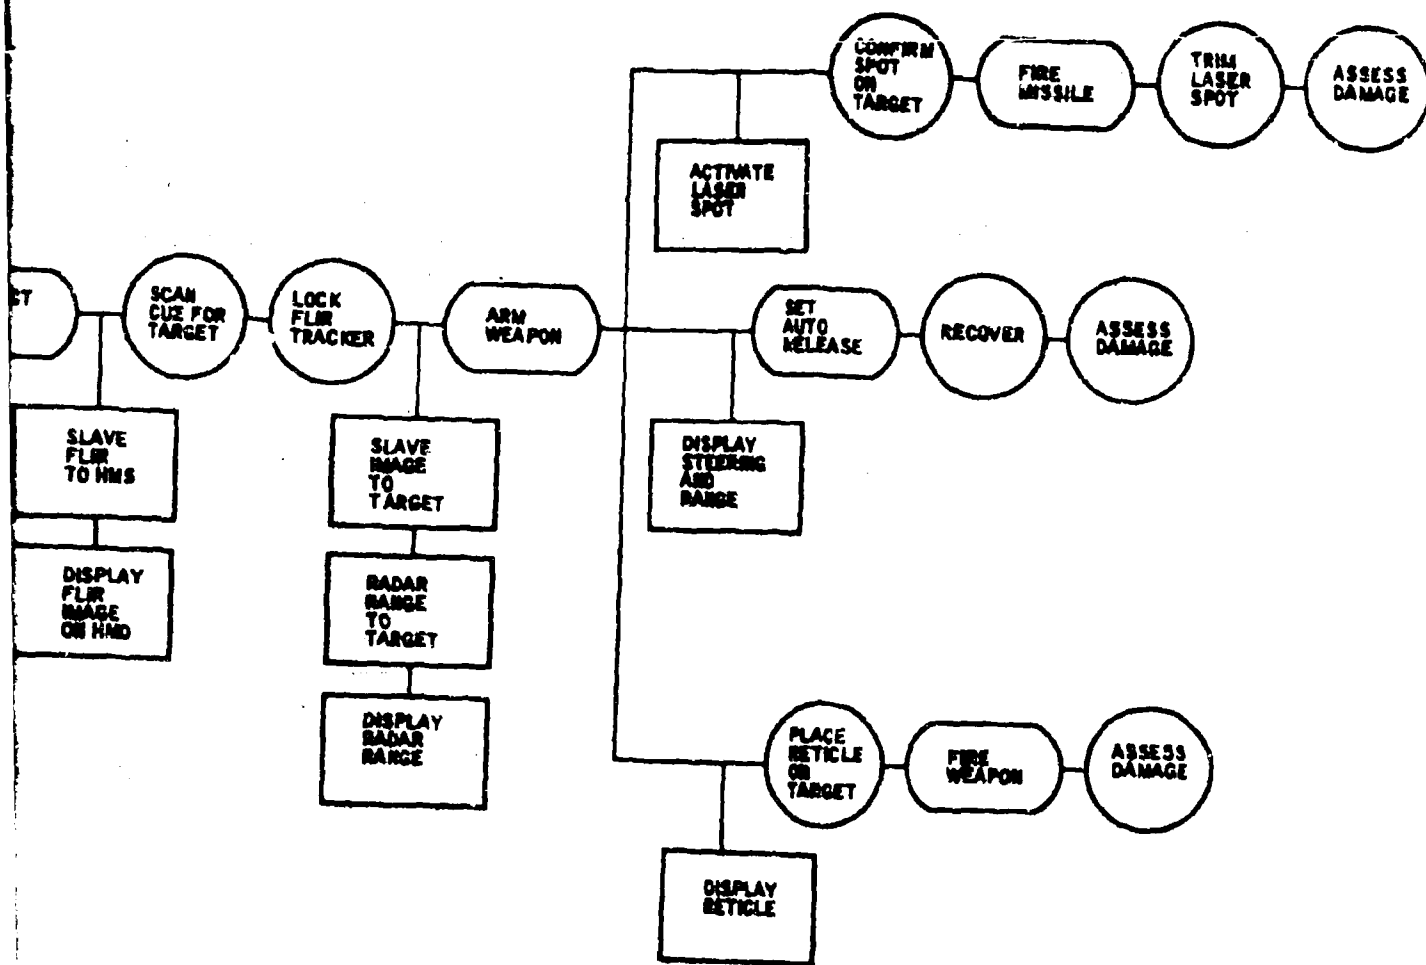 CONFIRM
SPOT
ON
TARGET
FIRE
MISSILE
TRIM
LASER
SPOT
ASSESS
DAMAGE
ACTIVATE
LASER
SPOT
CT
SCAN
CUE FOR
TARGET
LOCK
FLIR
TRACKER
ARM
WEAPON
SET
AUTO
RELEASE
RECOVER
ASSESS
DAMAGE
SLAVE
FLIR
TO HMS
DISPLAY
FLIR
IMAGE
ON HMD
SLAVE
IMAGE
TO
TARGET
RADAR
RANGE
TO
TARGET
DISPLAY
RADAR
RANGE
DISPLAY
STEERING
AND
RANGE
PLACE
RETICLE
ON
TARGET
FIRE
WEAPON
ASSESS
DAMAGE
DISPLAY
RETICLE